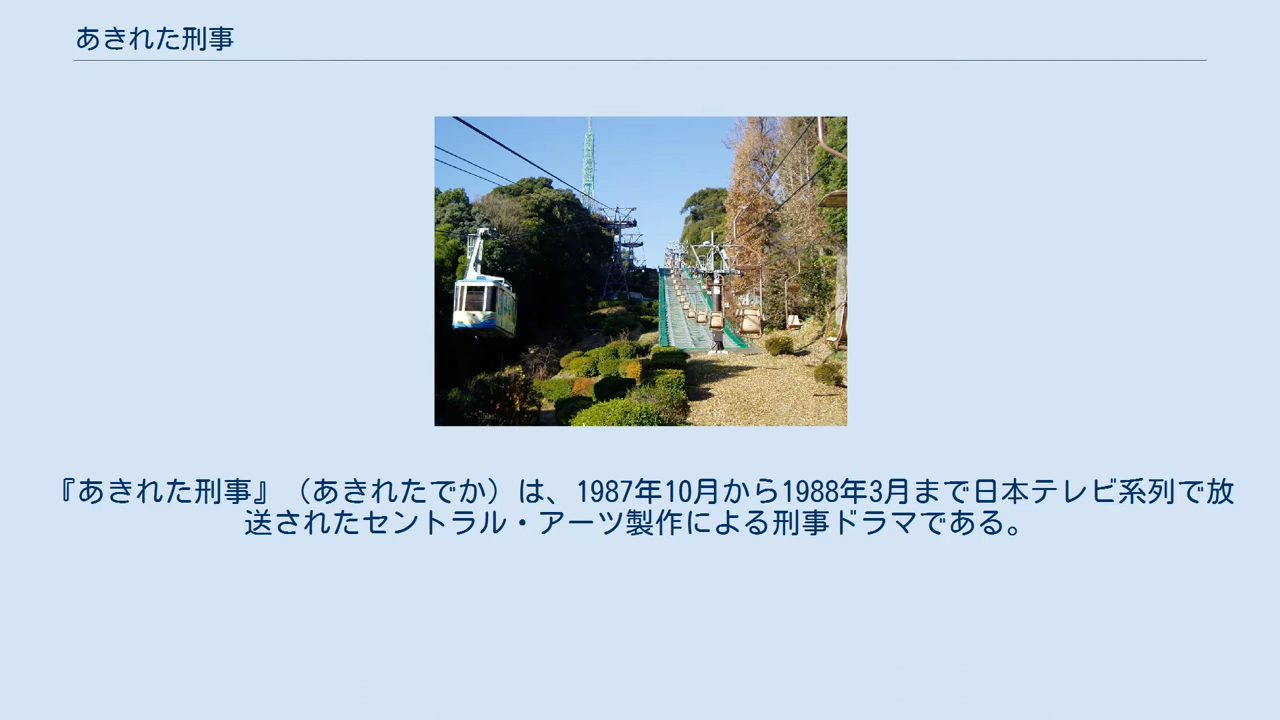 あきれた刑事
『あきれた刑事』（あきれたでか）は、1987年10月から1988年3月まで日本テレビ系列で放
送されたセントラル・アーツ製作による刑事ドラマである。